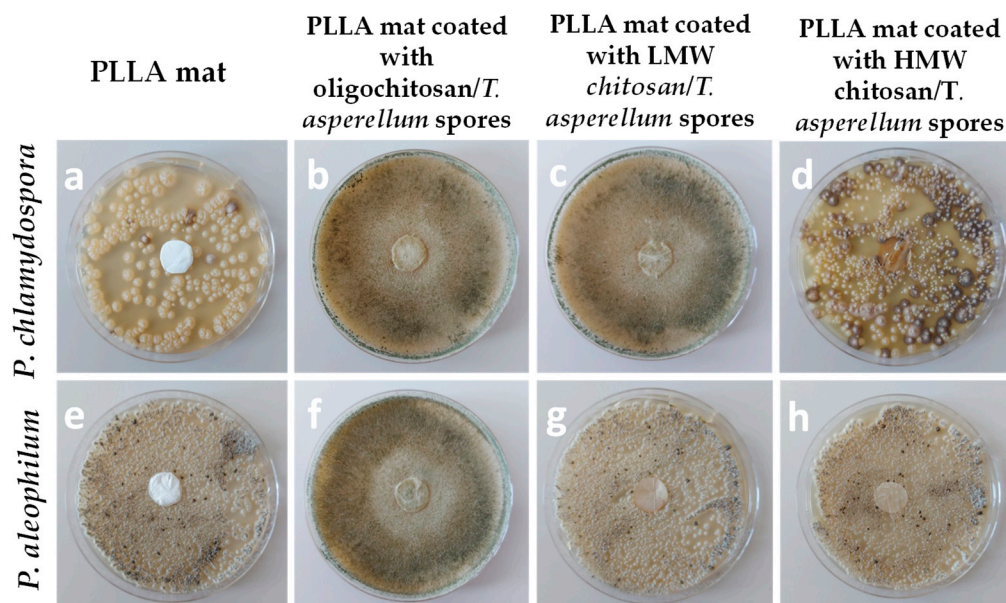 PLLA mat
PLLA mat coated
with
oligochitosan/T.
asperellum spores
PLLA mat coated
with LMW
chitosan/T.
asperellum spores
PLLA mat coated
with HMW
chitosan/T.
asperellum spores
P. chlamydospora
a
b
c
d
P. aleophilum
e
f
g
h